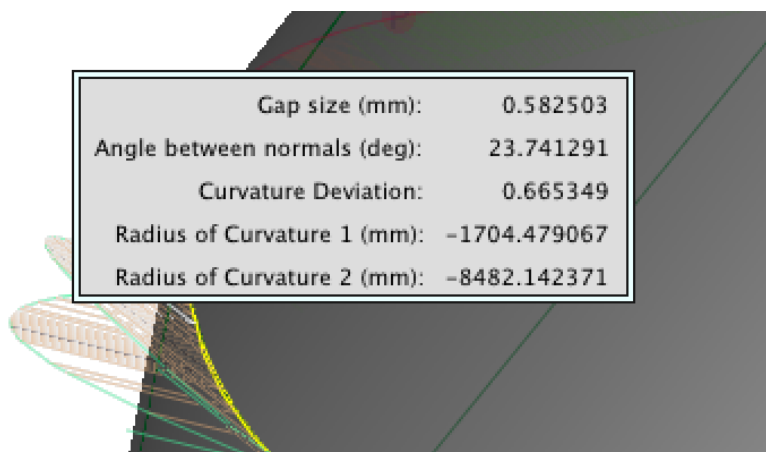 Gap size (mm): 0.582503
Angle between normals (deg): 23.741291
Curvature Deviation: 0.665349
Radius of Curvature 1 (mm): -1704.479067
Radius of Curvature 2 (mm): -8482.142371